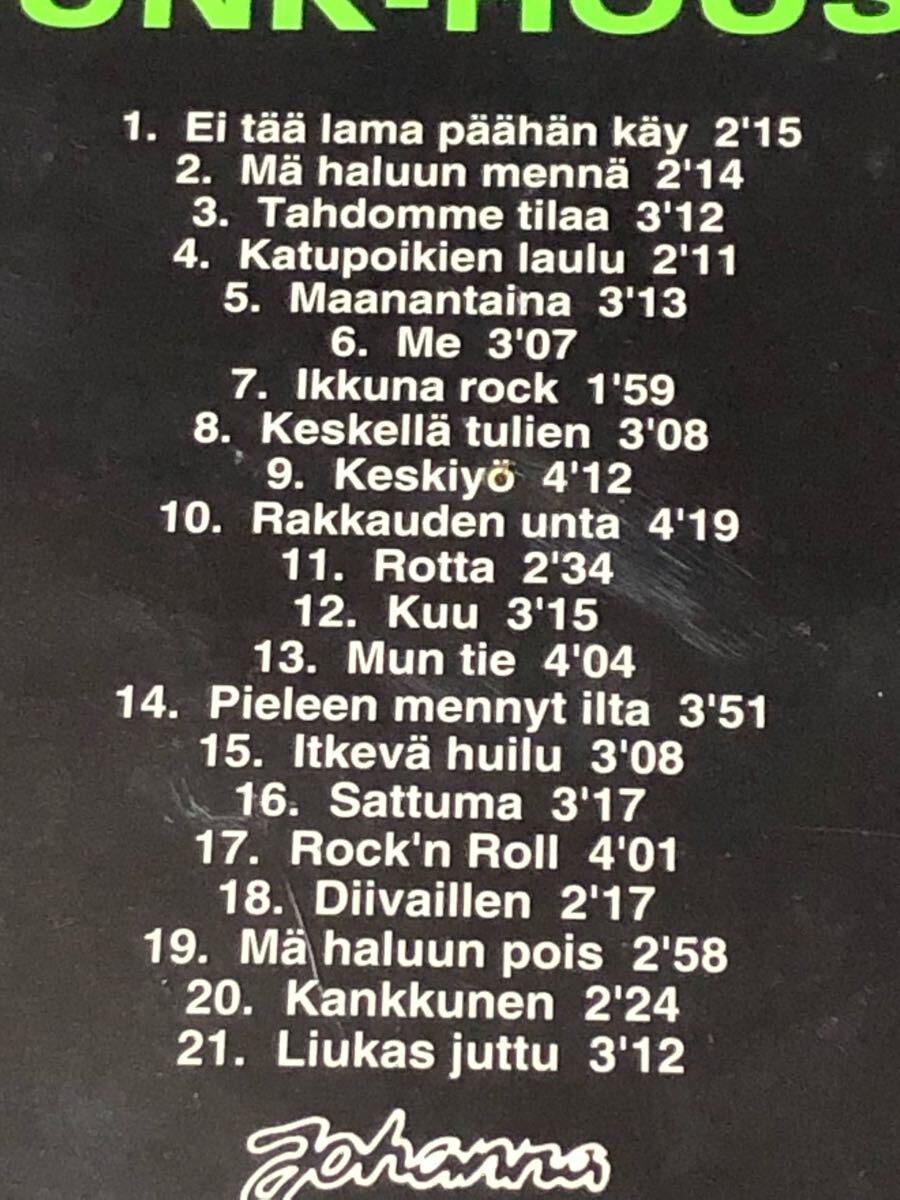 1. Ei tää lama päähän käy 2'15
2. Mä haluun mennä 2'14
3. Tahdomme tilaa 3'12
4. Katupoikien laulu 2'11
5. Maanantaina 3'13
6. Me 3'07
7. Ikkuna rock 1'59
8. Keskellä tulien 3'08
9. Keskiyö 4'12
10. Rakkauden unta 4'19
11. Rotta 2'34
12. Kuu 3'15
13. Mun tie 4'04
14. Pieleen mennyt ilta 3'51
15. Itkevä huilu 3'08
16. Sattuma 3'17
17. Rock'n Roll 4'01
18. Diivaillen 2'17
19. Mä haluun pois 2'58
20. Kankkunen 2'24
21. Liukas juttu 3'12
Johanna